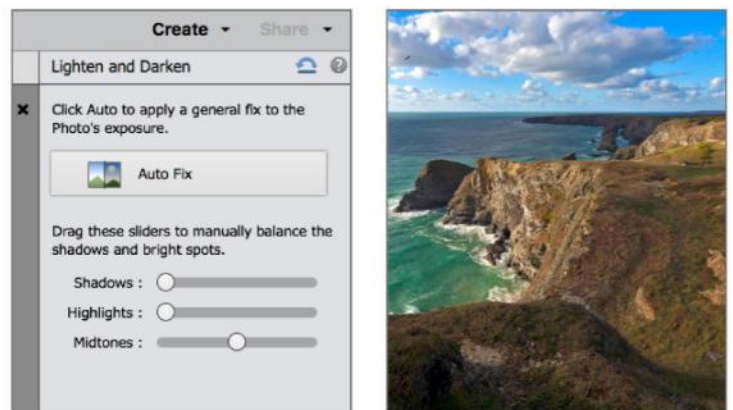 Create Share
Lighten and Darken
Click Auto to apply a general fix to the
Photo's exposure.
Auto Fix
Drag these sliders to manually balance the
shadows and bright spots.
Shadows :
Highlights :
Midtones :